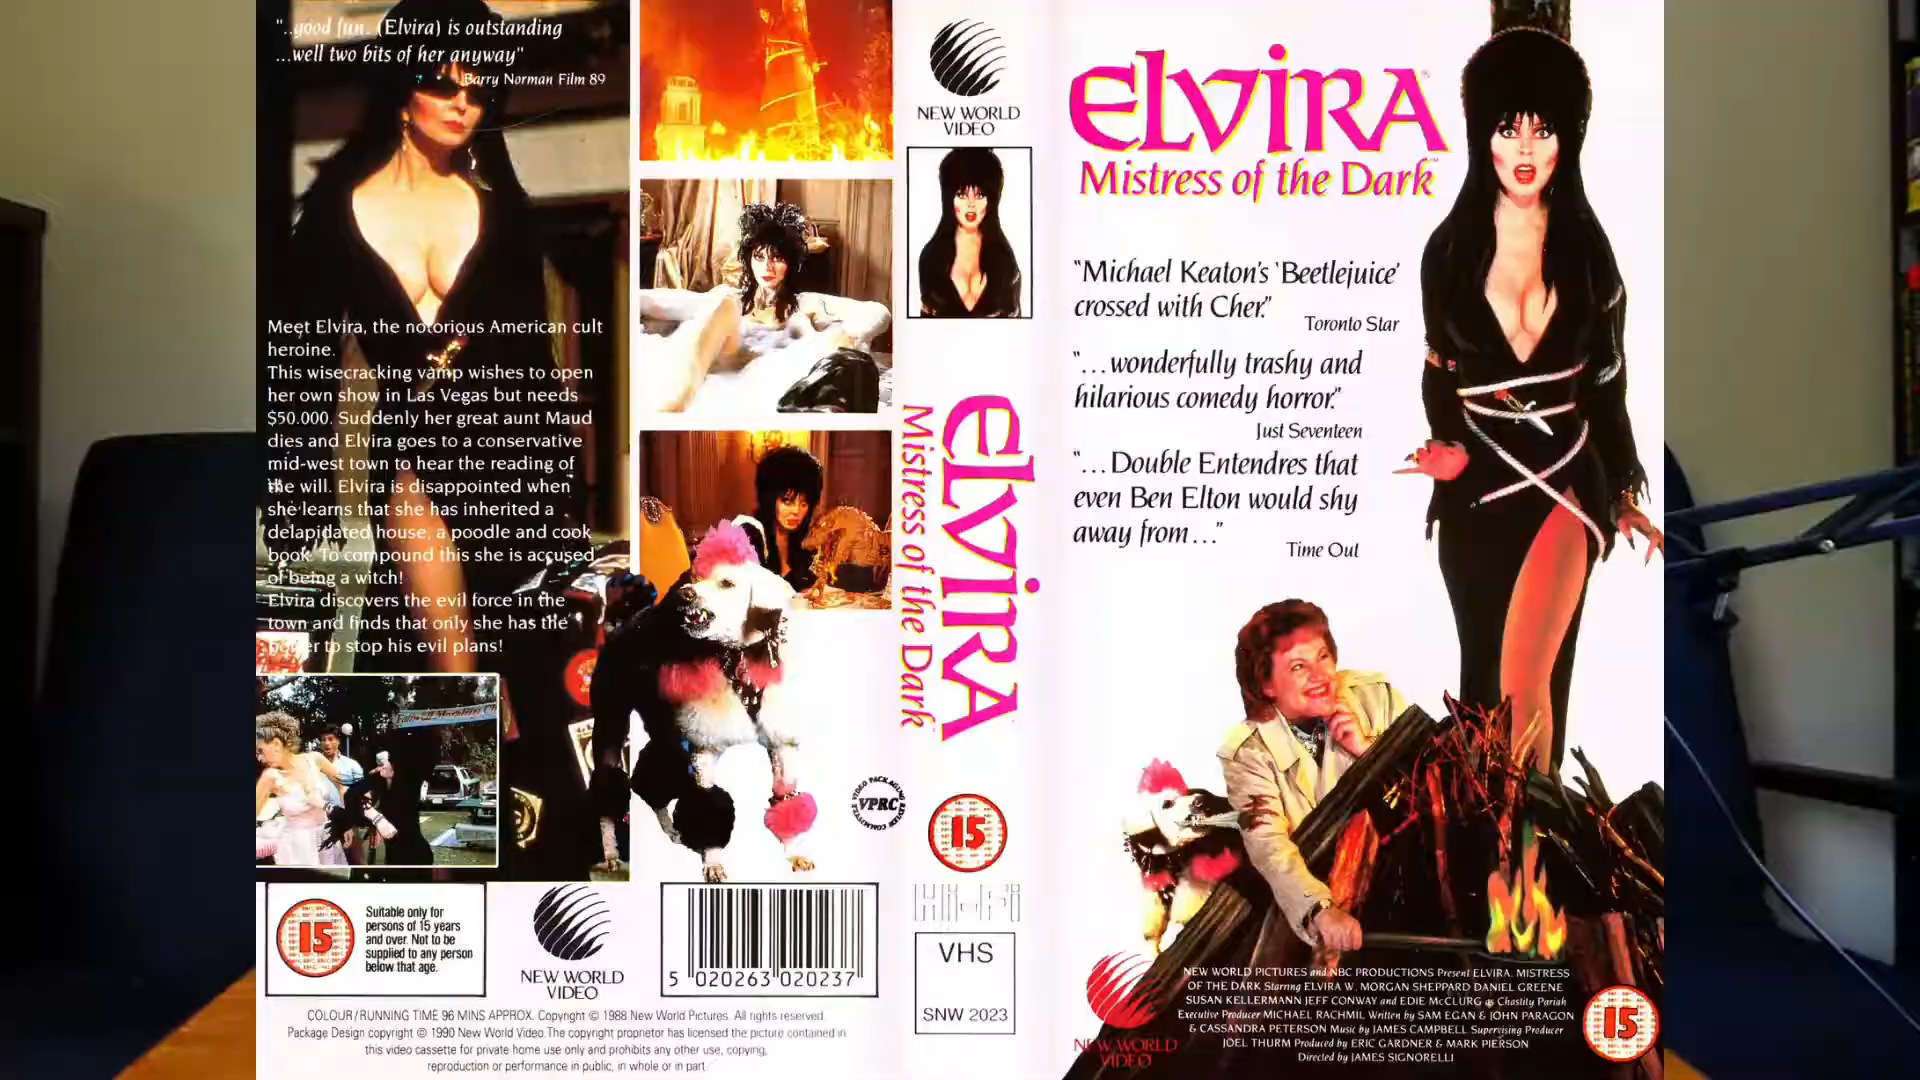 "..good fun. (Elvira) is outstanding
...well two bits of her anyway"
Barry Norman Film 89
Meet Elvira, the notorious American cult
heroine.
This wisecracking vamp wishes to open
her own show in Las Vegas but needs
$50.000. Suddenly her great aunt Maud
dies and Elvira goes to a conservative
mid-west town to hear the reading of
the will. Elvira is disappointed when
she learns that she has inherited a
delapidated house, a poodle and cook
book. To compound this she is accused
of being a witch!
Elvira discovers the evil force in the
town and finds that only she has the
power to stop his evil plans!
15
Suitable only for
persons of 15 years
and over. Not to be
supplied to any person
below that age.
NEW WORLD
VIDEO
5 020263 020237
COLOUR/RUNNING TIME 96 MINS APPROX. Copyright © 1988 New World Pictures. All rights reserved.
Package Design copyright © 1990 New World Video. The copyright proprietor has licensed the picture contained in
this video cassette for private home use only and prohibits any other use, copying,
reproduction or performance in public, in whole or in part.
VIDEO PACKAGING REVIEW COMMITTEE
VPRC
NEW WORLD
VIDEO
ELVIRA
Mistress of the Dark
15
Hi-Fi
VHS
SNW 2023
ELVIRA
Mistress of the Dark
"Michael Keaton's 'Beetlejuice'
crossed with Cher."
Toronto Star
"...wonderfully trashy and
hilarious comedy horror."
Just Seventeen
"...Double Entendres that
even Ben Elton would shy
away from..."
Time Out
NEW WORLD
VIDEO
NEW WORLD PICTURES and NBC PRODUCTIONS Present ELVIRA, MISTRESS
OF THE DARK Starring ELVIRA W. MORGAN SHEPPARD DANIEL GREENE
SUSAN KELLERMANN JEFF CONWAY and EDIE McCLURG as Chastity Pariah
Executive Producer MICHAEL RACHMIL Written by SAM EGAN & JOHN PARAGON
& CASSANDRA PETERSON Music by JAMES CAMPBELL Supervising Producer
JOEL THURM Produced by ERIC GARDNER & MARK PIERSON
Directed by JAMES SIGNORELLI
15